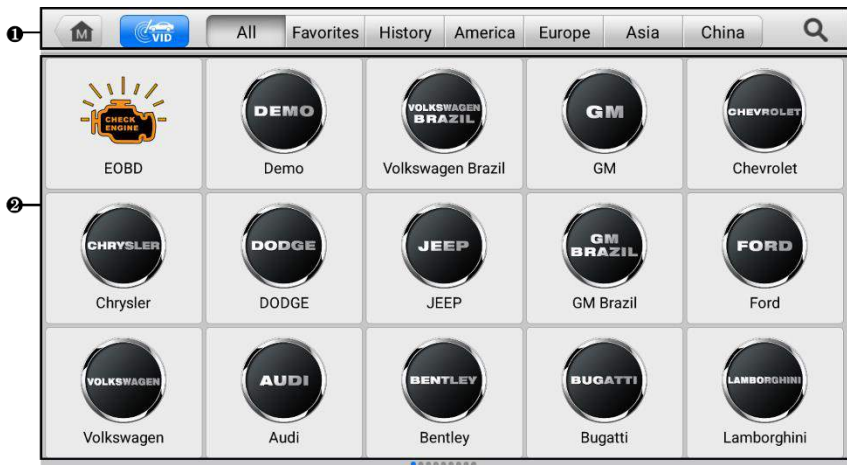 ❶
M
VID
All Favorites History America Europe Asia China
❷
CHECK
ENGINE
EOBD
DEMO
Demo
VOLKSWAGEN
BRAZIL
Volkswagen Brazil
GM
GM
CHEVROLET
Chevrolet
CHRYSLER
Chrysler
DODGE
DODGE
JEEP
JEEP
GM
BRAZIL
GM Brazil
FORD
Ford
VOLKSWAGEN
Volkswagen
AUDI
Audi
BENTLEY
Bentley
BUGATTI
Bugatti
LAMBORGHINI
Lamborghini